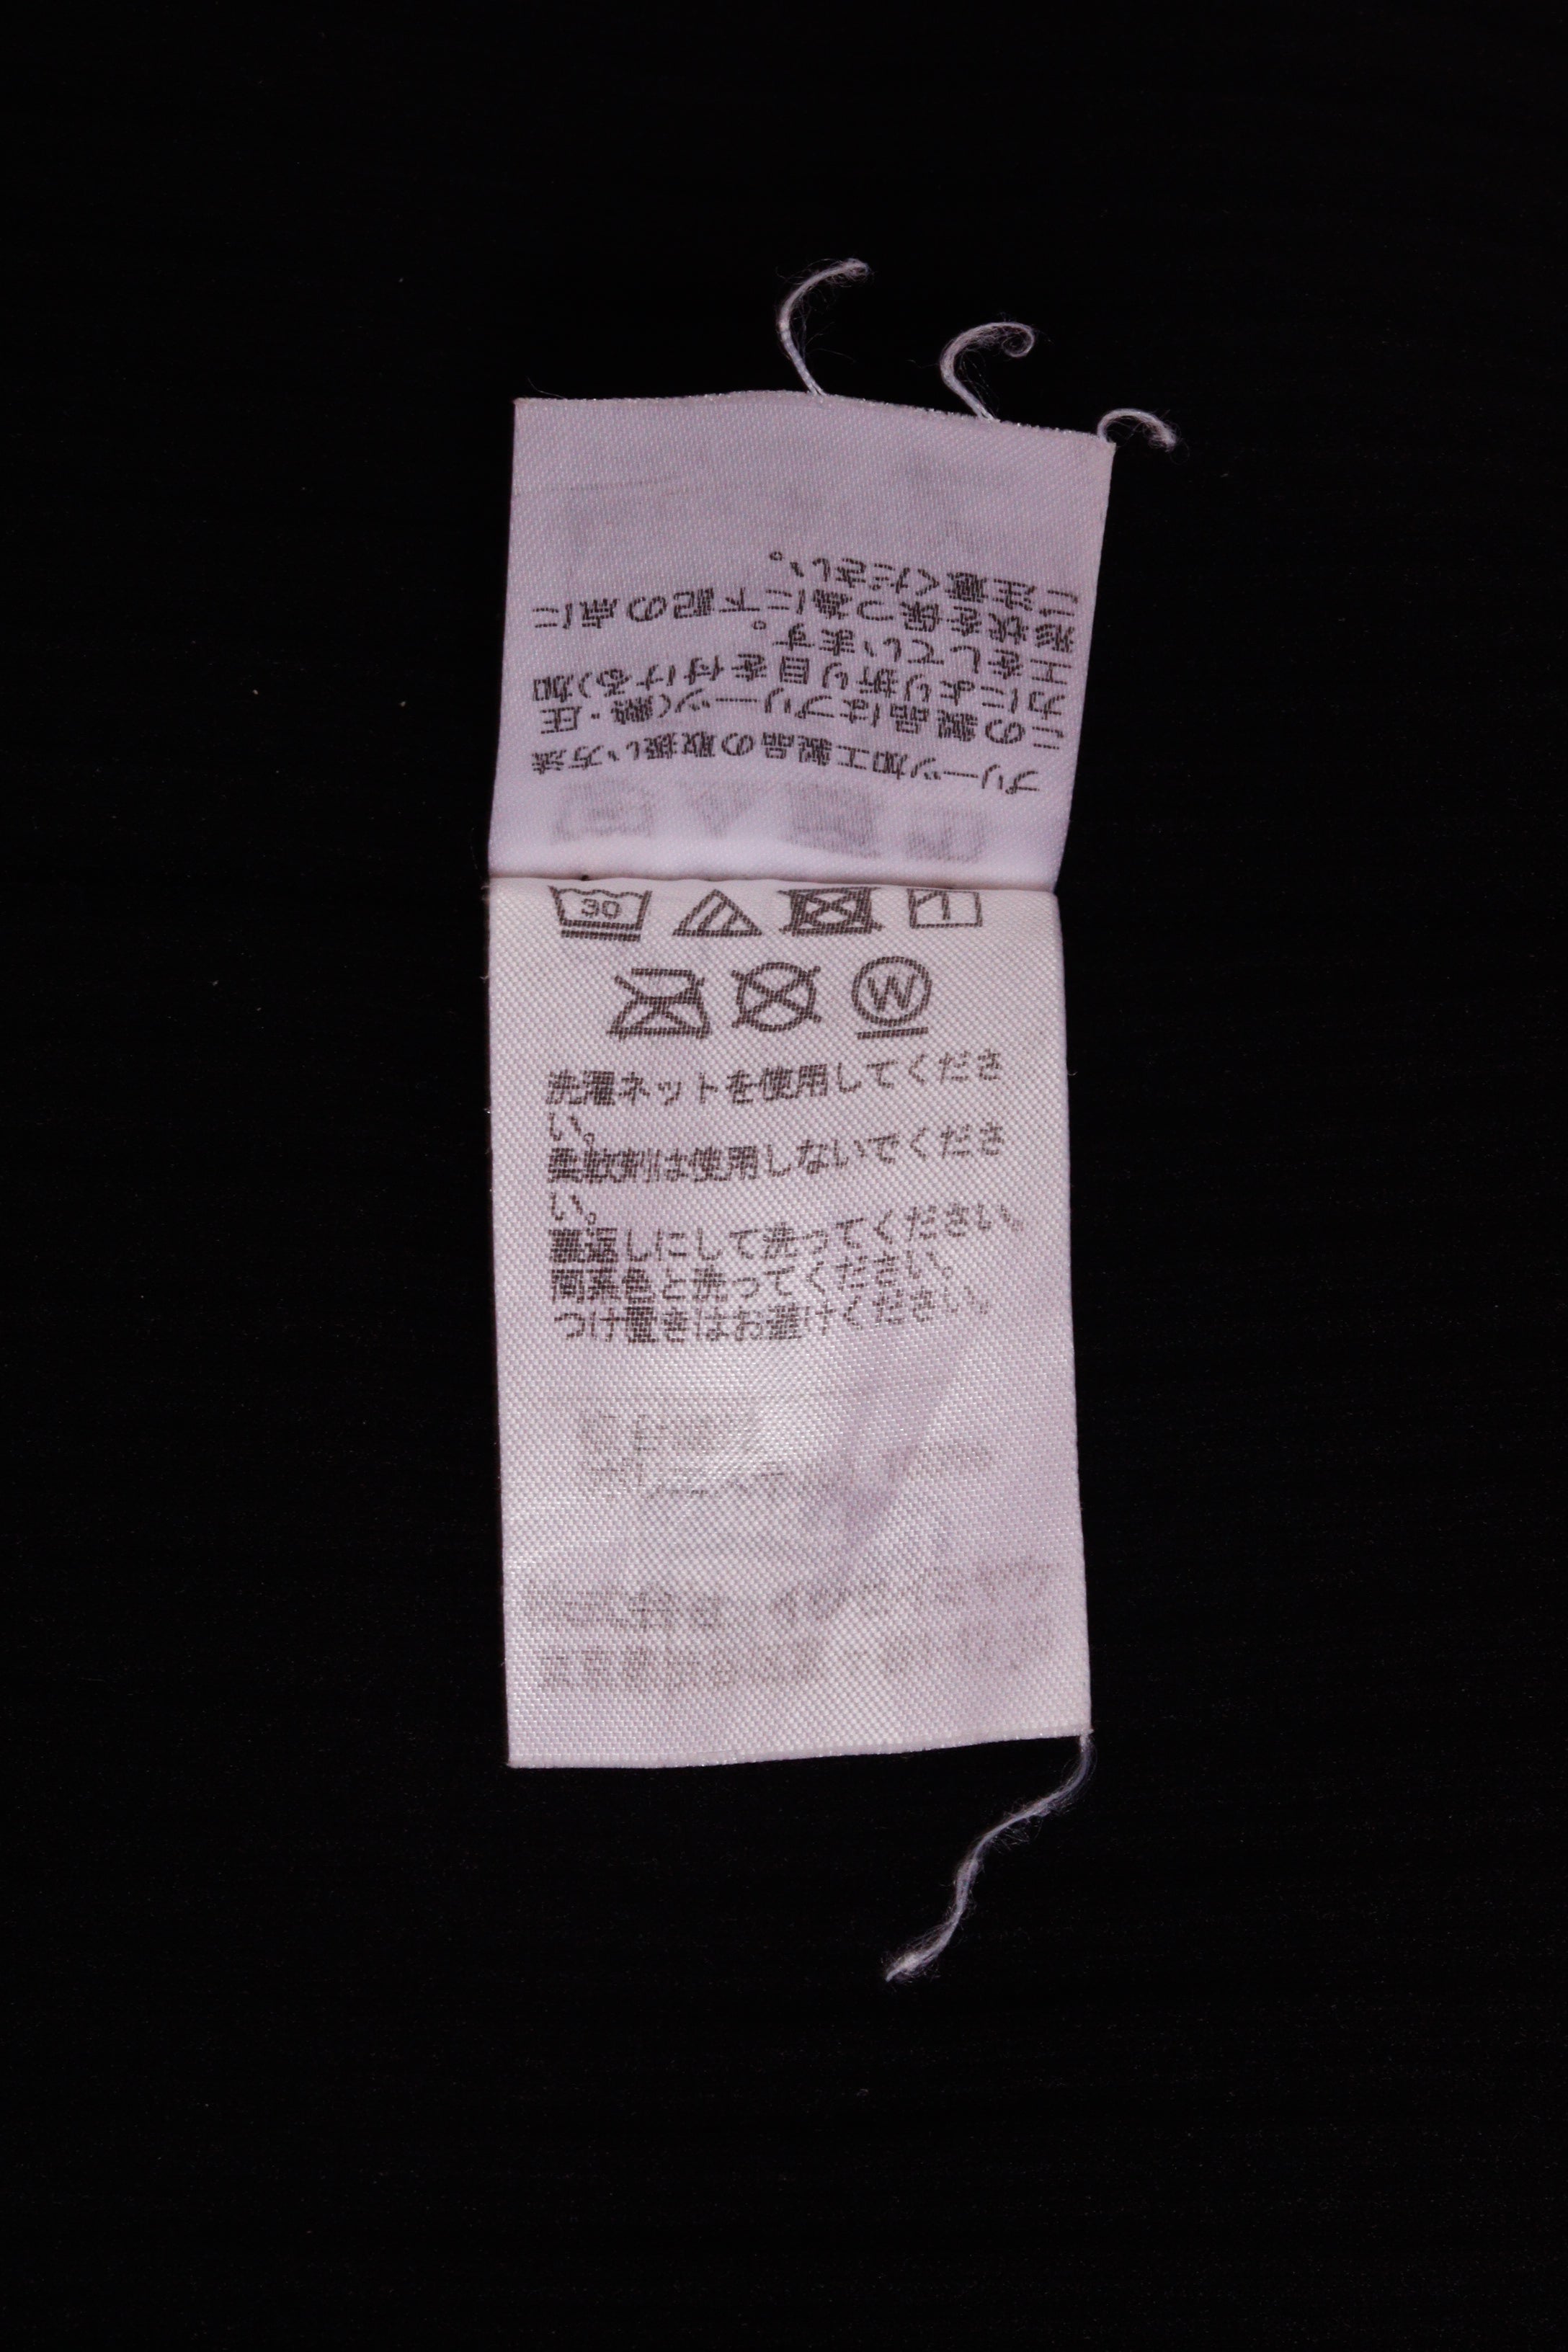 プリーツ加工製品の取扱い方法
この製品はプリーツ(熱・圧
力により折り目を付ける)加
工をしています。
形状を保つ為に下記の点に
ご注意ください。
30
W
洗濯ネットを使用してくださ
い。
柔軟剤は使用しないでくださ
い。
裏返しにして洗ってください。
同系色と洗ってください。
つけ置きはお避けください。